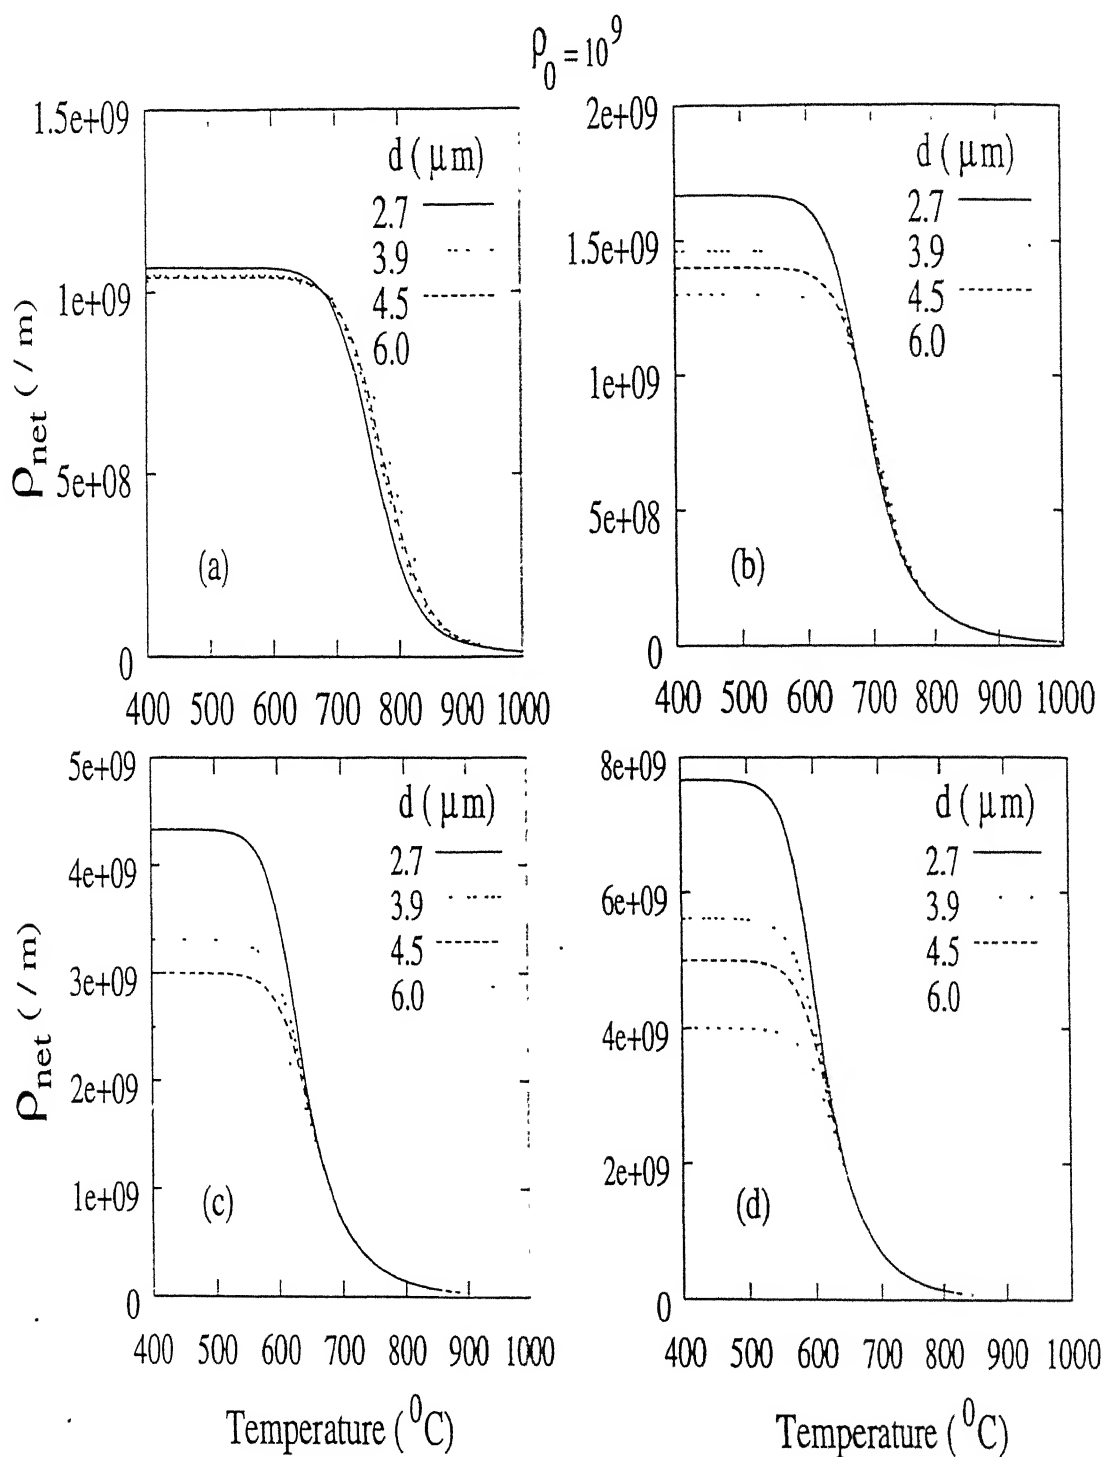 ρ0 = 10^9
1.5e+09
1e+09
5e+08
0
ρnet ( / m)
d ( μm)
2.7
3.9
4.5
6.0
(a)
400 500 600 700 800 900 1000
2e+09
1.5e+09
1e+09
5e+08
0
d ( μm)
2.7
3.9
4.5
6.0
(b)
400 500 600 700 800 900 1000
5e+09
4e+09
3e+09
2e+09
1e+09
0
ρnet ( / m)
d ( μm)
2.7
3.9
4.5
6.0
(c)
400 500 600 700 800 900 1000
Temperature ( 0C)
8e+09
6e+09
4e+09
2e+09
0
d ( μm)
2.7
3.9
4.5
6.0
(d)
400 500 600 700 800 900 1000
Temperature ( 0C)